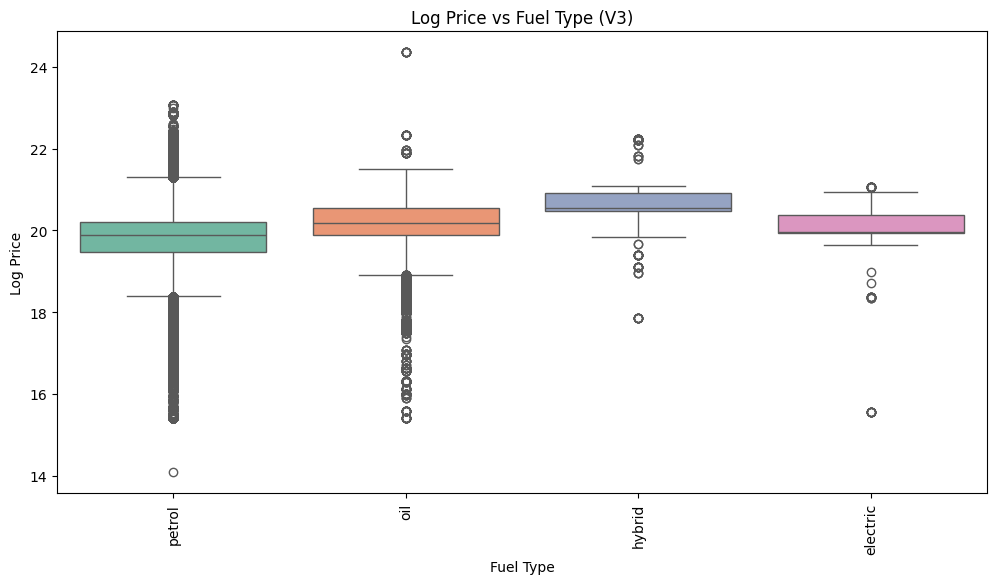 Log Price vs Fuel Type (V3)
Log Price
24
22
20
18
16
14
petrol
oil
hybrid
electric
Fuel Type